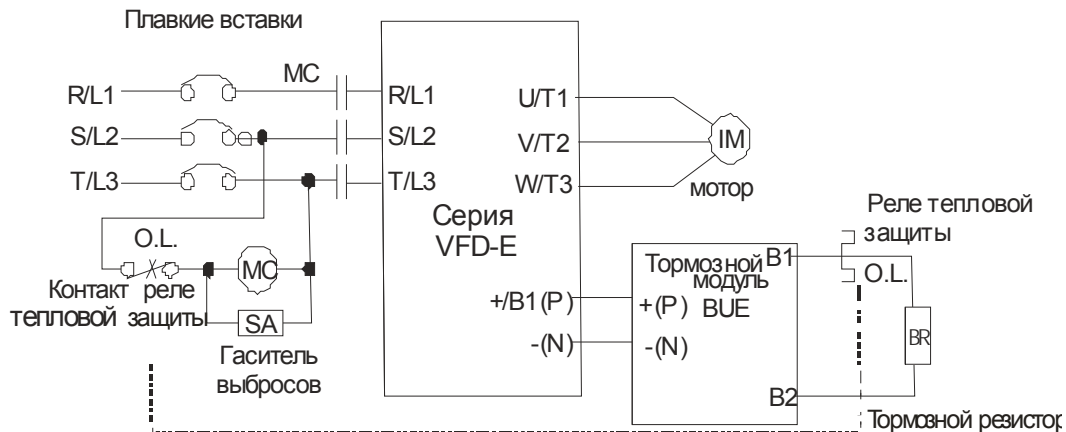 Плавкие вставки
MC
R/L1
R/L1
U/T1
S/L2
S/L2
V/T2
IM
T/L3
T/L3
W/T3
мотор
Серия
VFD-E
Реле тепловой
защиты
O.L.
O.L.
MC
Контакт реле
тепловой защиты
SA
Гаситель
выбросов
+/B1(P)
-(N)
Тормозной
модуль
BUE
B1
+(P)
-(N)
B2
BR
Тормозной резистор